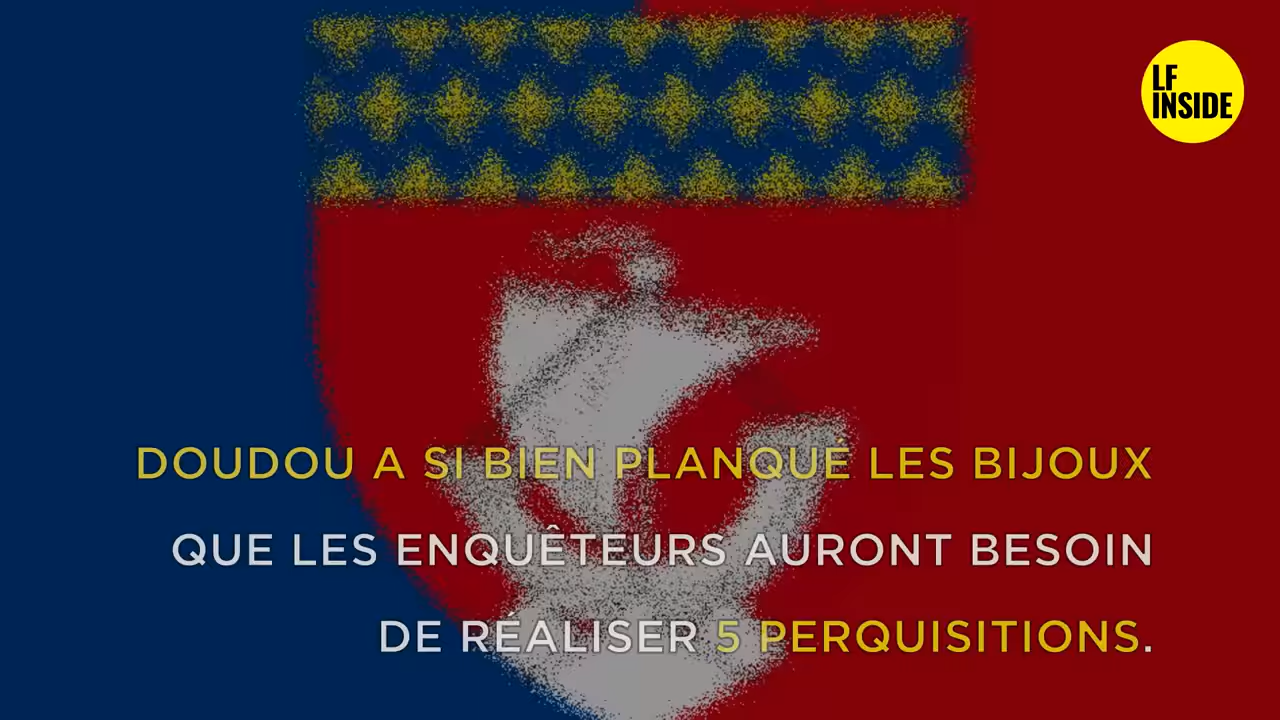 LF
INSIDE
DOUDOU A SI BIEN PLANQUÉ LES BIJOUX
QUE LES ENQUÊTEURS AURONT BESOIN
DE RÉALISER 5 PERQUISITIONS.